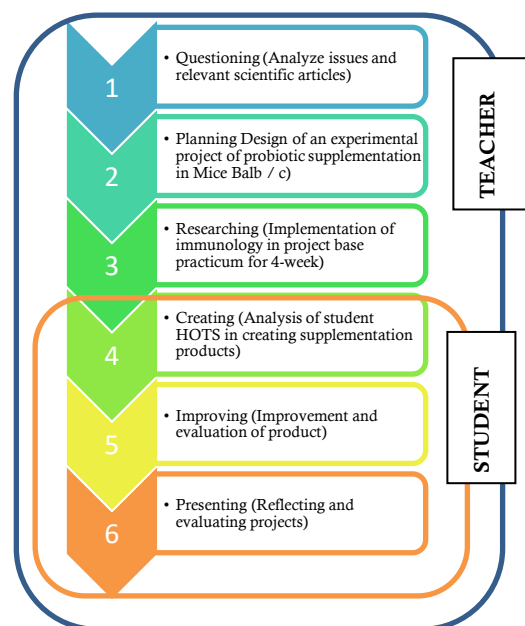 1
• Questioning (Analyze issues and
relevant scientific articles)
2
• Planning Design of an experimental
project of probiotic supplementation
in Mice Balb / c)
3
• Researching (Implementation of
immunology in project base
practicum for 4-week)
4
• Creating (Analysis of student
HOTS in creating supplementation
products)
5
• Improving (Improvement and
evaluation of product)
6
• Presenting (Reflecting and
evaluating projects)
TEACHER
STUDENT